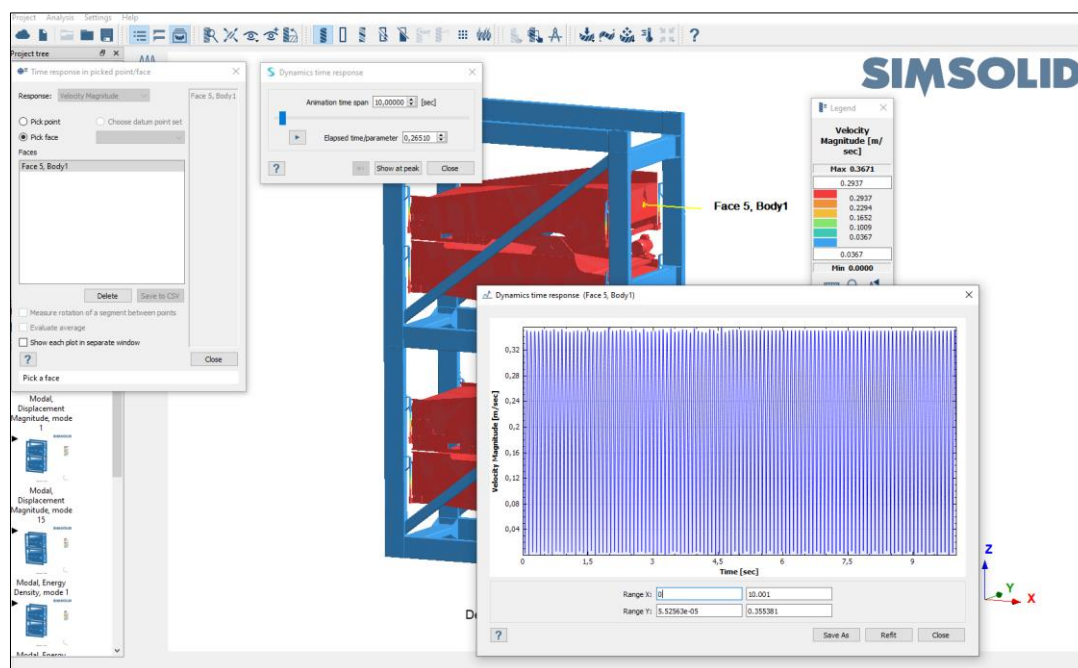 Project Analysis Settings Help
Project tree
Time response in picked point/face
Response: Velocity Magnitude
Face 5, Body1
Pick point
Choose datum point set
Pick face
Faces
Face 5, Body1
Delete
Save to CSV
Measure rotation of a segment between points
Evaluate average
Show each plot in separate window
?
Close
Pick a face
Modal,
Displacement
Magnitude, mode
1
Modal,
Displacement
Magnitude, mode
15
Modal, Energy
Density, mode 1
Modal, Energy
Dynamics time response
Animation time span 10,00000 [sec]
Elapsed time/parameter 0,26510
?
Show at peak
Close
SIMSOLID
Legend
Velocity
Magnitude [m/
sec]
Max 0.3671
0.2937
0.2937
0.2294
0.1652
0.1009
0.0367
0.0367
Min 0.0000
Face 5, Body1
De
Dynamics time response (Face 5, Body1)
Velocity Magnitude [m/sec]
0,32
0,28
0,24
0,2
0,16
0,12
0,08
0,04
0 1,5 3 4,5 6 7,5 9
Time [sec]
Range X: 0 10.001
Range Y: 5.52563e-05 0.355381
?
Save As
Refit
Close
Z
Y
X